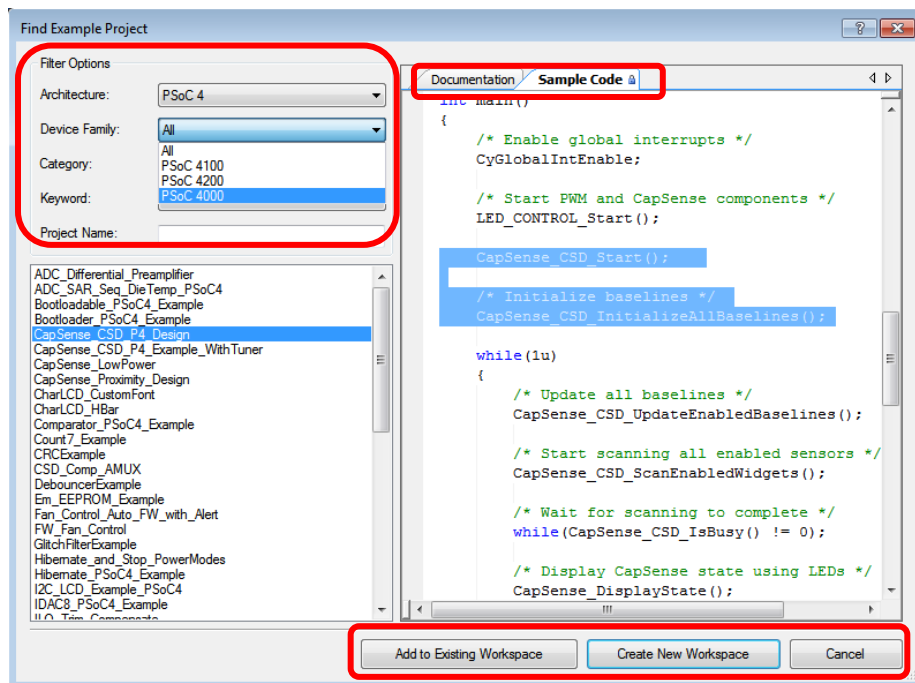 Find Example Project
Filter Options
Architecture: PSoC 4
Device Family: All
All
Category:
PSoC 4100
PSoC 4200
Keyword: PSoC 4000
Project Name:
ADC_Differential_Preamplifier
ADC_SAR_Seq_DieTemp_PSoC4
Bootloadable_PSoC4_Example
Bootloader_PSoC4_Example
CapSense_CSD_P4_Design
CapSense_CSD_P4_Example_WithTuner
CapSense_LowPower
CapSense_Proximity_Design
CharLCD_CustomFont
CharLCD_HBar
Comparator_PSoC4_Example
Count7_Example
CRCExample
CSD_Comp_AMUX
DebouncerExample
Em_EEPROM_Example
Fan_Control_Auto_FW_with_Alert
FW_Fan_Control
GlitchFilterExample
Hibernate_and_Stop_PowerModes
Hibernate_PSoC4_Example
I2C_LCD_Example_PSoC4
IDAC8_PSoC4_Example
ILO_Trim_Compensate
Documentation Sample Code
int main()
{
/* Enable global interrupts */
CyGlobalIntEnable;
/* Start PWM and CapSense components */
LED_CONTROL_Start();
CapSense_CSD_Start();
/* Initialize baselines */
CapSense_CSD_InitializeAllBaselines();
while(1u)
{
/* Update all baselines */
CapSense_CSD_UpdateEnabledBaselines();
/* Start scanning all enabled sensors */
CapSense_CSD_ScanEnabledWidgets();
/* Wait for scanning to complete */
while(CapSense_CSD_IsBusy() != 0);
/* Display CapSense state using LEDs */
CapSense_DisplayState();
Add to Existing Workspace Create New Workspace Cancel